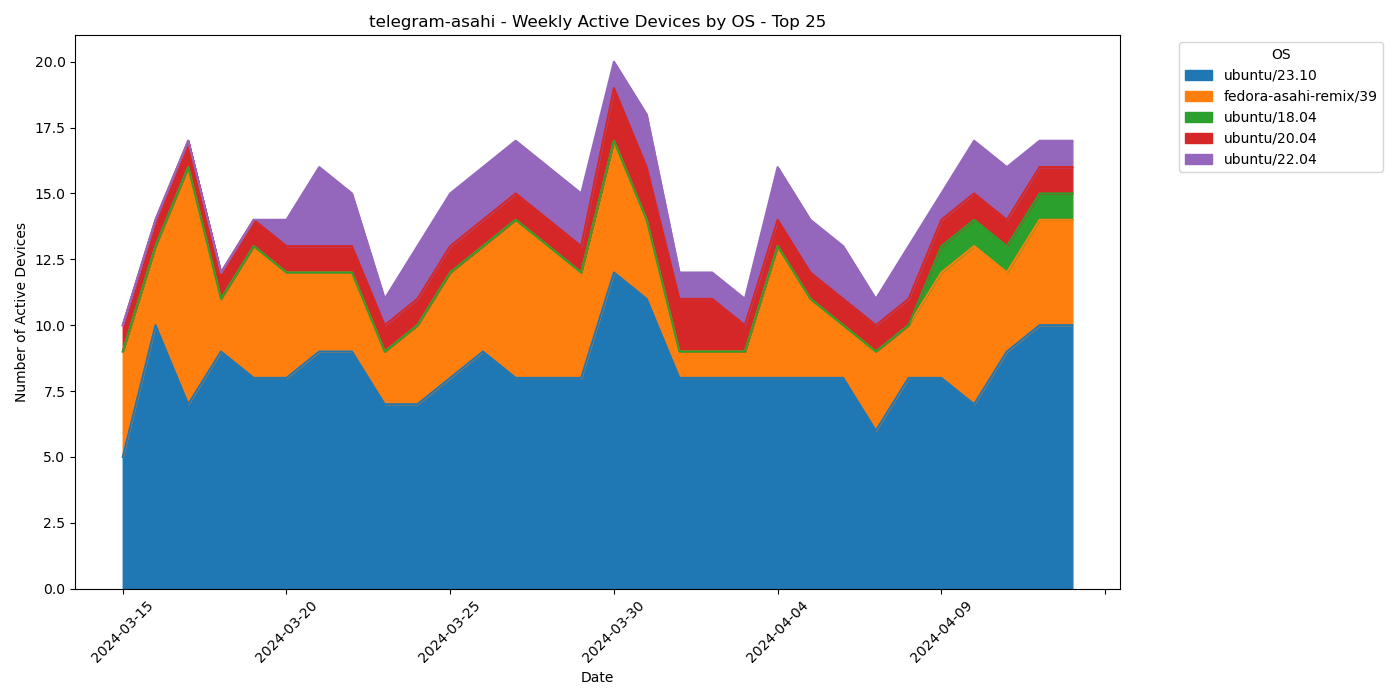 telegram-asahi - Weekly Active Devices by OS - Top 25
Number of Active Devices
20.0
17.5
15.0
12.5
10.0
7.5
5.0
2.5
0.0
2024-03-15
2024-03-20
2024-03-25
2024-03-30
2024-04-04
2024-04-09
Date
OS
ubuntu/23.10
fedora-asahi-remix/39
ubuntu/18.04
ubuntu/20.04
ubuntu/22.04